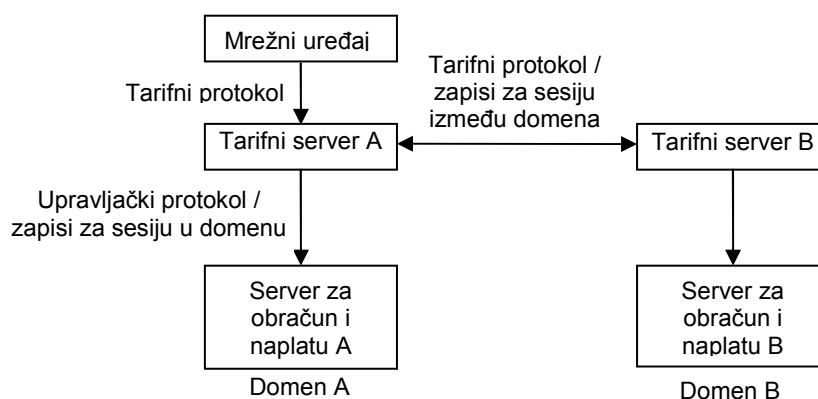 Mrežni uređaj
Tarifni protokol
Tarifni protokol /
zapisi za sesiju
između domena
Tarifni server A
Tarifni server B
Upravljački protokol /
zapisi za sesiju u domenu
Server za
obračun i
naplatu A
Server za
obračun i
naplatu B
Domen A
Domen B